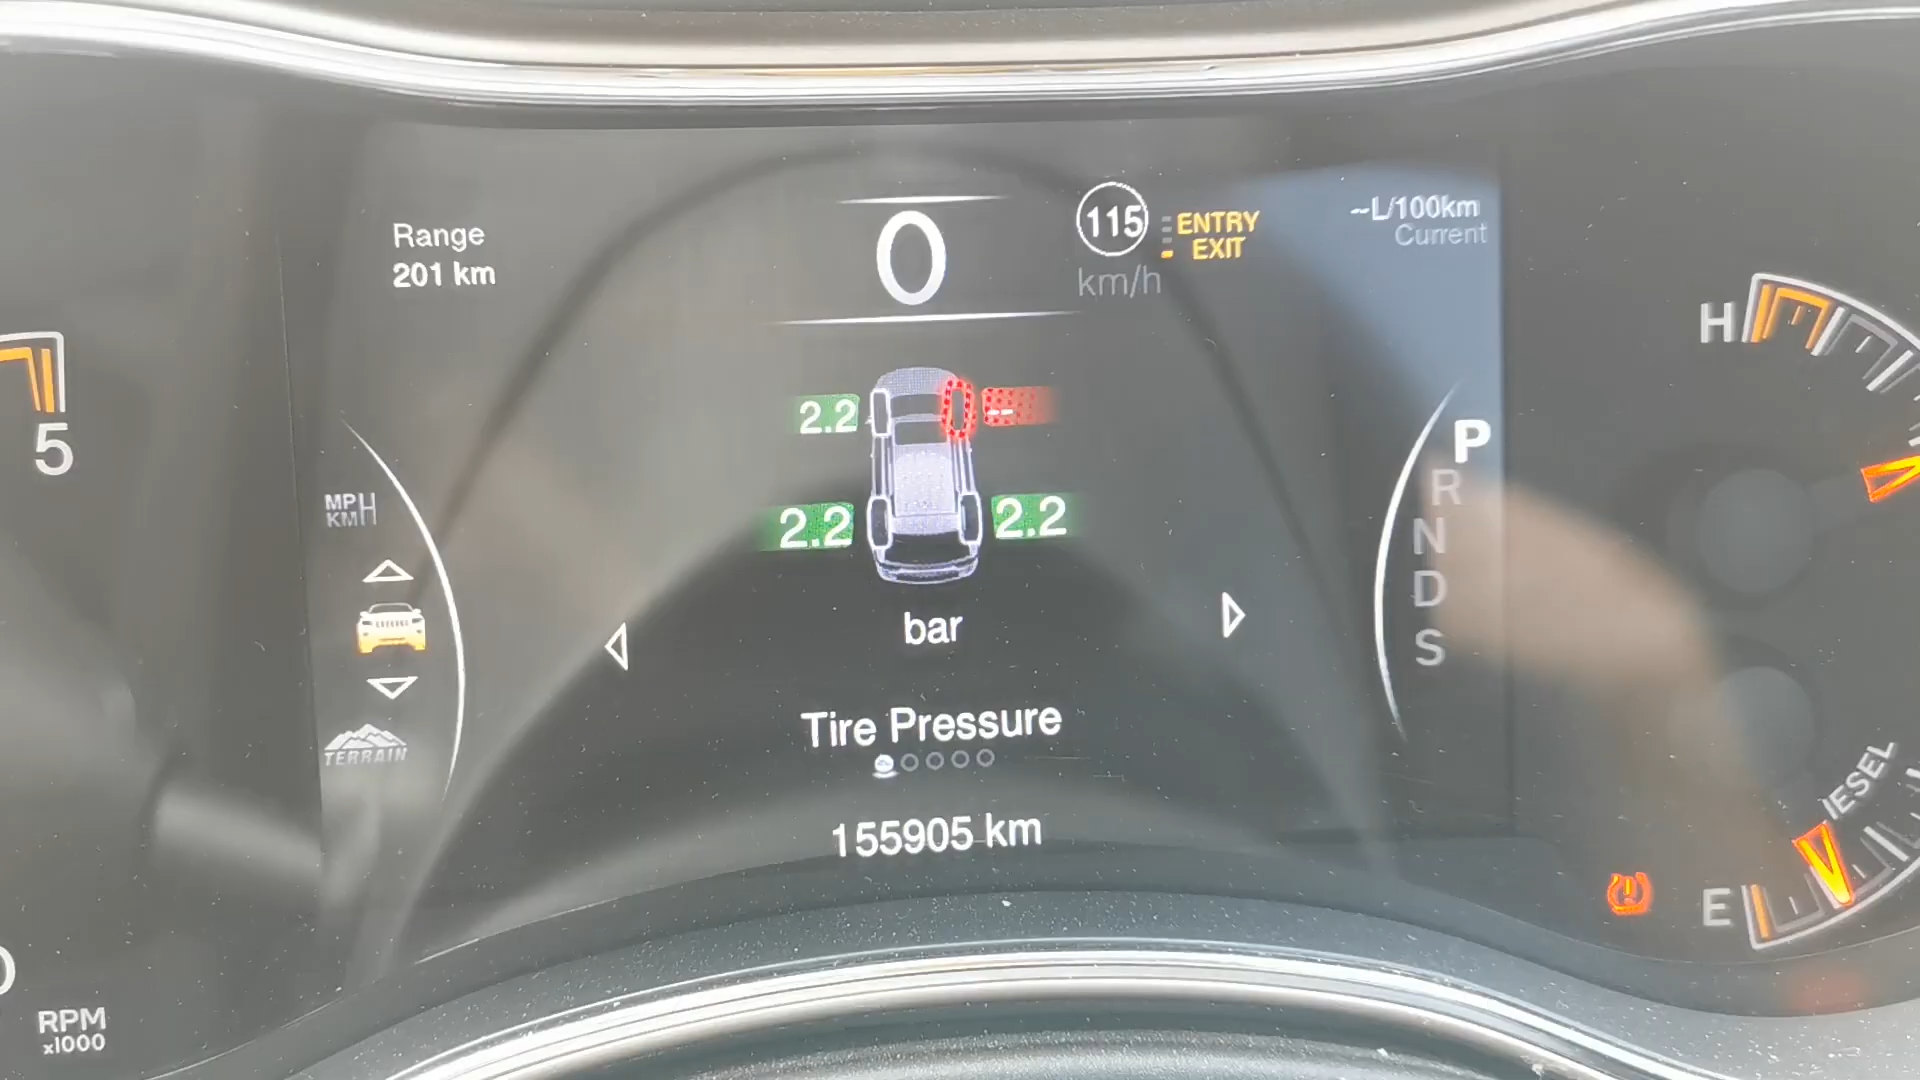 Range
201 km
0
115
km/h
ENTRY
EXIT
--L/100km
Current
H
5
2.2
--
2.2
2.2
bar
MPH
KMH
P
R
N
D
S
TERRAIN
Tire Pressure
155905 km
E
IESEL
0
RPM
x1000